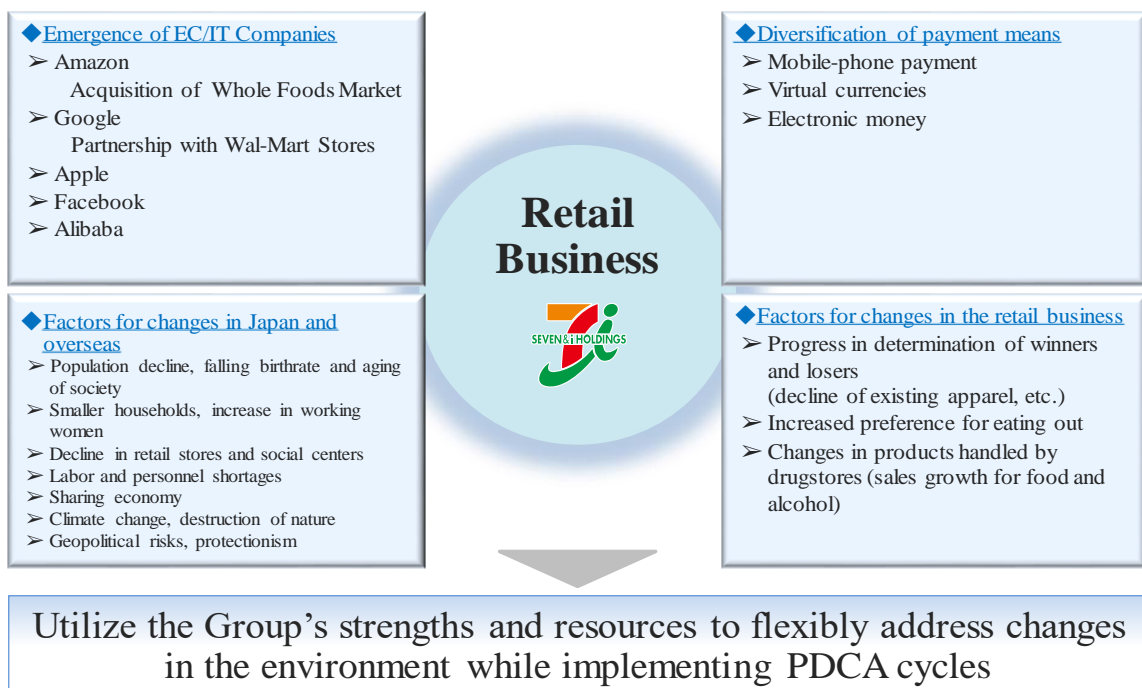 ◆Emergence of EC/IT Companies
➢ Amazon
Acquisition of Whole Foods Market
➢ Google
Partnership with Wal-Mart Stores
➢ Apple
➢ Facebook
➢ Alibaba
◆Diversification of payment means
➢ Mobile-phone payment
➢ Virtual currencies
➢ Electronic money
Retail
Business
SEVEN&i HOLDINGS
◆Factors for changes in Japan and
overseas
➢ Population decline, falling birthrate and aging
of society
➢ Smaller households, increase in working
women
➢ Decline in retail stores and social centers
➢ Labor and personnel shortages
➢ Sharing economy
➢ Climate change, destruction of nature
➢ Geopolitical risks, protectionism
◆Factors for changes in the retail business
➢ Progress in determination of winners
and losers
(decline of existing apparel, etc.)
➢ Increased preference for eating out
➢ Changes in products handled by
drugstores (sales growth for food and
alcohol)
Utilize the Group’s strengths and resources to flexibly address changes
in the environment while implementing PDCA cycles